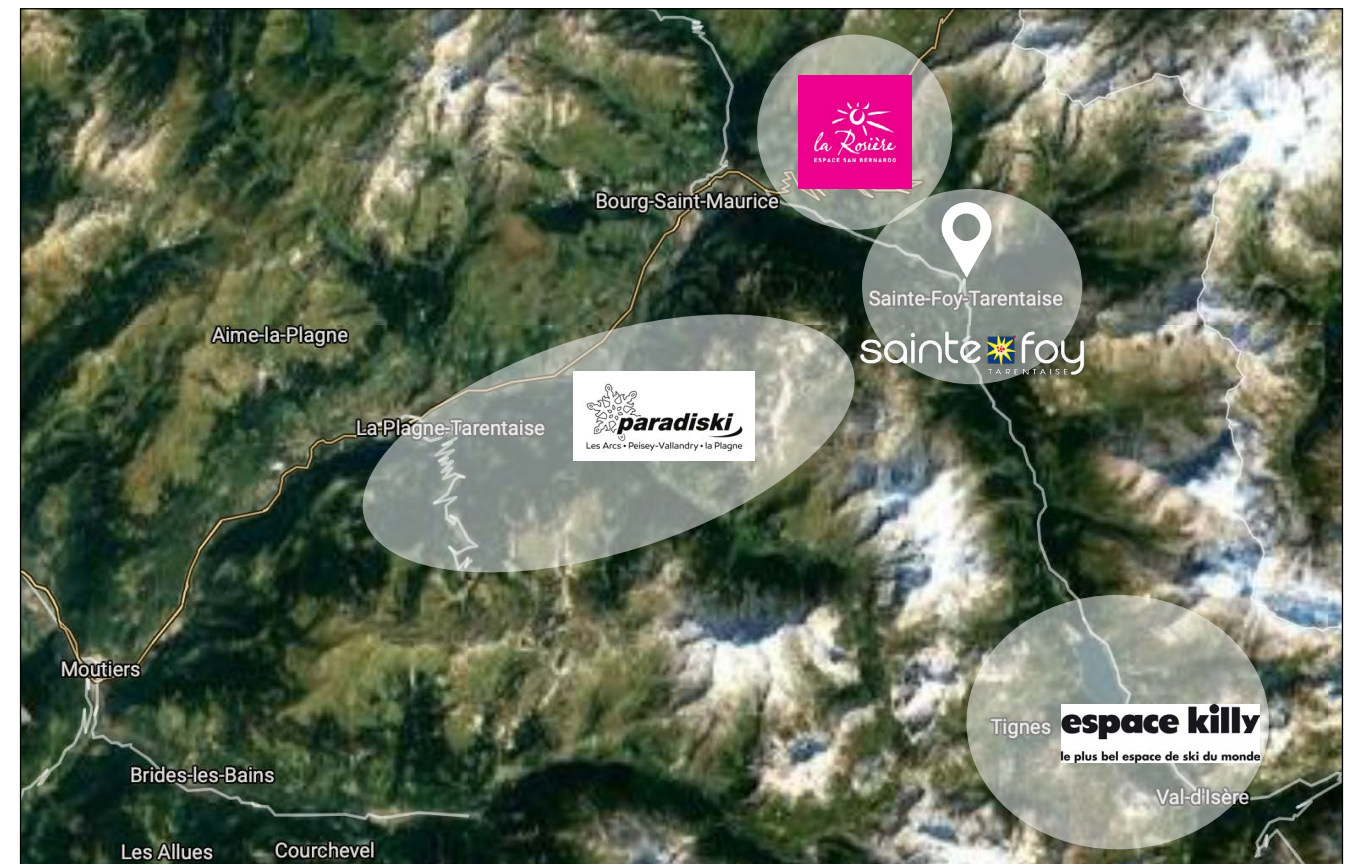 la Rosière
ESPACE SAN BERNARDO
Bourg-Saint-Maurice
Sainte-Foy-Tarentaise
Aime-la-Plagne
sainte foy
TARENTAISE
paradiski
Les Arcs • Peisey-Vallandry • la Plagne
La-Plagne-Tarentaise
Moutiers
Tignes
espace killy
le plus bel espace de ski du monde
Brides-les-Bains
Val-d'Isère
Les Allues
Courchevel